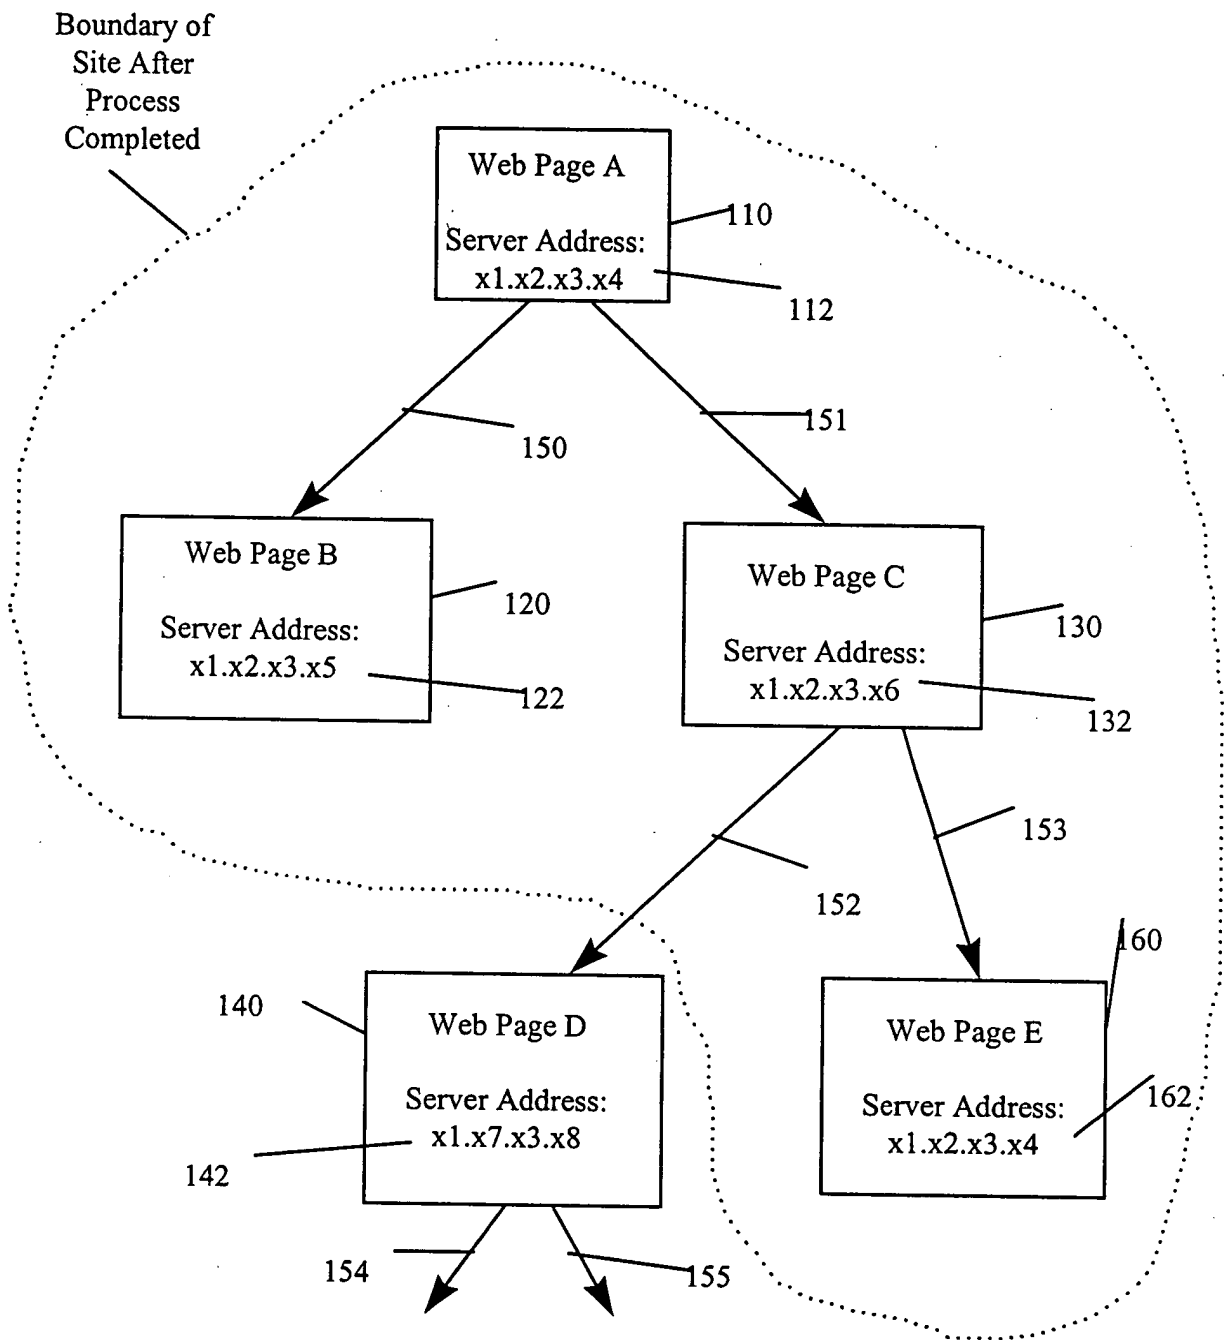 Boundary of
Site After
Process
Completed
Web Page A
110
Server Address:
x1.x2.x3.x4
112
150
151
Web Page B
120
Server Address:
x1.x2.x3.x5
122
Web Page C
130
Server Address:
x1.x2.x3.x6
132
152
153
140
Web Page D
Server Address:
x1.x7.x3.x8
142
160
Web Page E
162
Server Address:
x1.x2.x3.x4
154
155